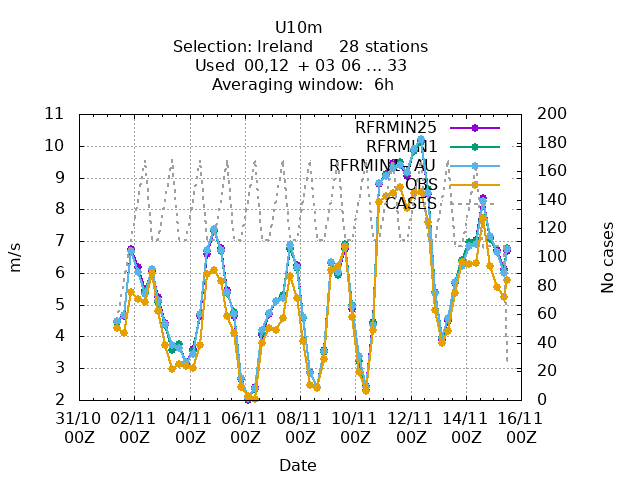 U10m
Selection: Ireland 28 stations
Used 00,12 + 03 06 ... 33
Averaging window: 6h
m/s
11
10
9
8
7
6
5
4
3
2
200
180
160
140
120
100
80
60
40
20
0
No cases
RFRMIN25
RFRMIN1
AU
OBS
CASES
31/10 02/11 04/11 06/11 08/11 10/11 12/11 14/11 16/11
00Z 00Z 00Z 00Z 00Z 00Z 00Z 00Z 00Z
Date